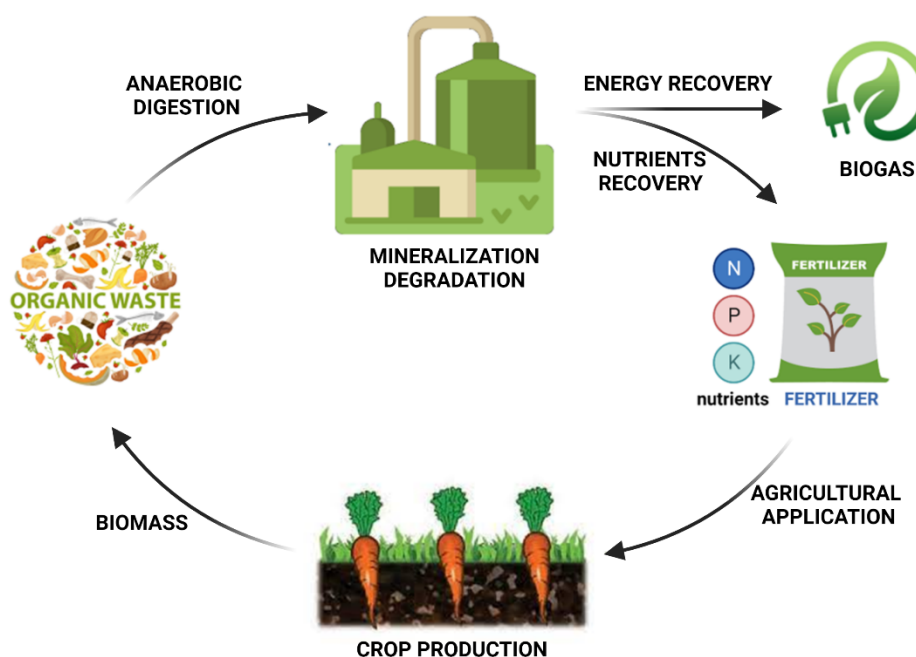 ANAEROBIC
DIGESTION
ENERGY RECOVERY
NUTRIENTS
RECOVERY
BIOGAS
MINERALIZATION
DEGRADATION
ORGANIC WASTE
N
P
K
nutrients
FERTILIZER
FERTILIZER
AGRICULTURAL
APPLICATION
BIOMASS
CROP PRODUCTION